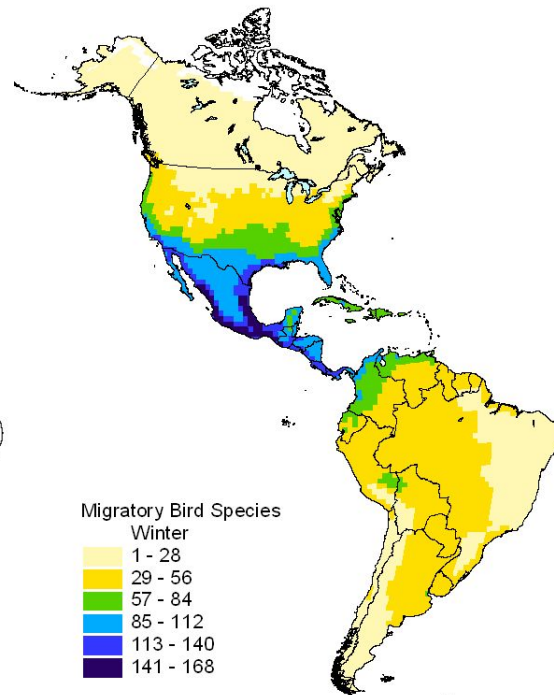 Migratory Bird Species
Winter
1 - 28
29 - 56
57 - 84
85 - 112
113 - 140
141 - 168